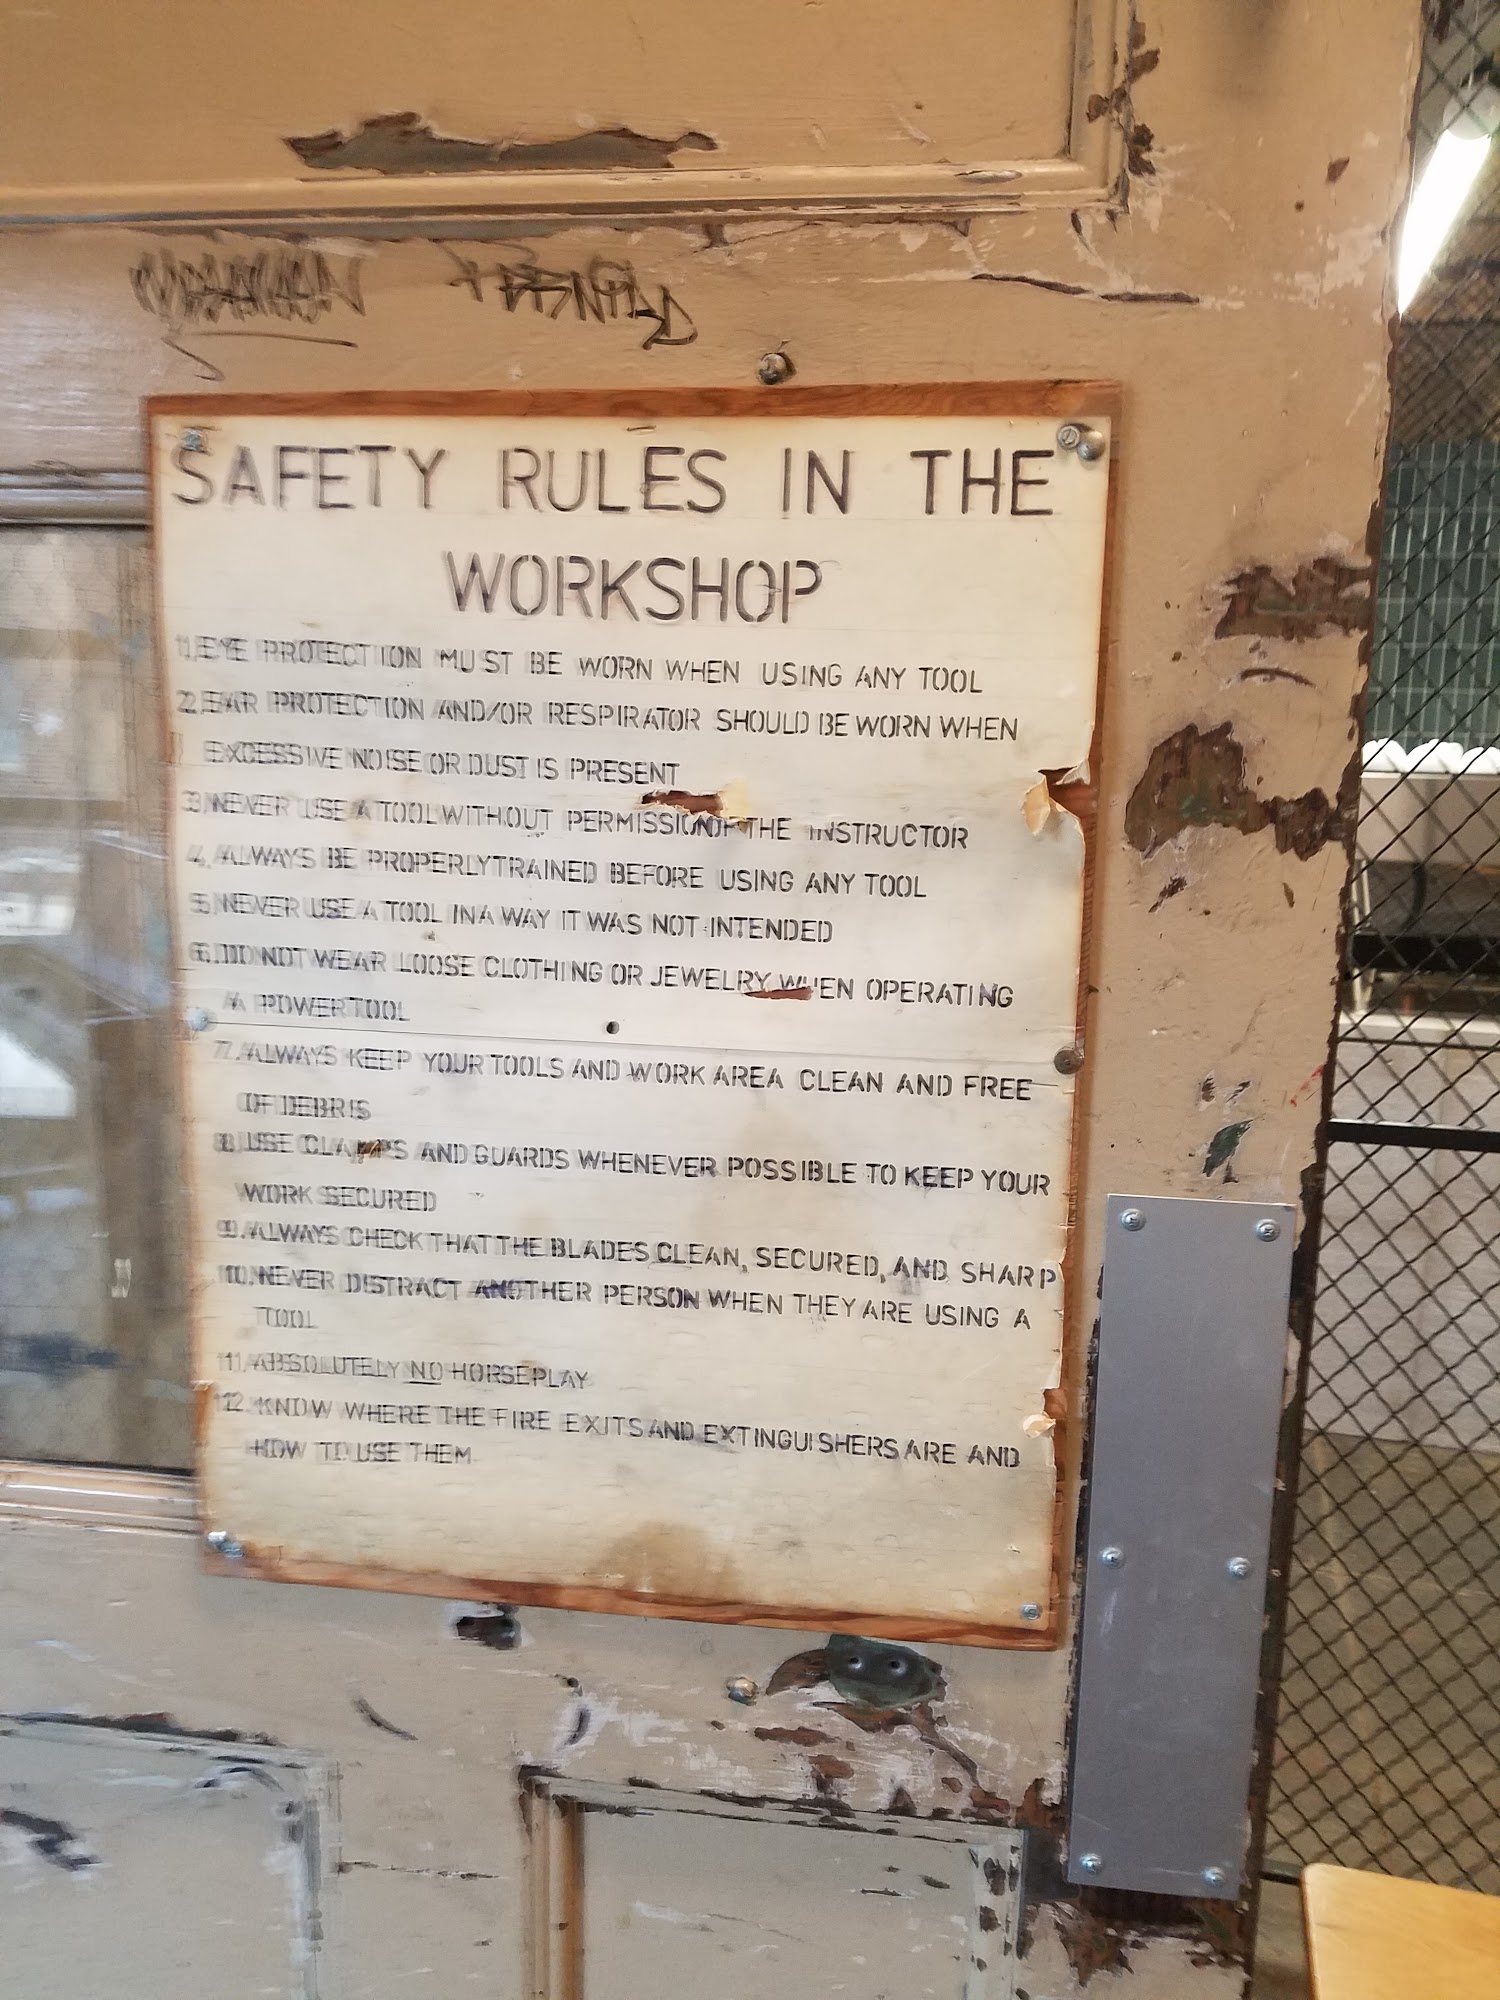 SAFETY RULES IN THE
WORKSHOP
1. EYE PROTECTION MUST BE WORN WHEN USING ANY TOOL
2. EAR PROTECTION AND/OR RESPIRATOR SHOULD BE WORN WHEN
EXCESSIVE NOISE OR DUST IS PRESENT
3. NEVER USE A TOOL WITHOUT PERMISSION OF THE INSTRUCTOR
4. ALWAYS BE PROPERLY TRAINED BEFORE USING ANY TOOL
5. NEVER USE A TOOL IN A WAY IT WAS NOT INTENDED
6. DO NOT WEAR LOOSE CLOTHING OR JEWELRY WHEN OPERATING
A POWER TOOL
7. ALWAYS KEEP YOUR TOOLS AND WORK AREA CLEAN AND FREE
OF DEBRIS
8. USE CLAMPS AND GUARDS WHENEVER POSSIBLE TO KEEP YOUR
WORK SECURED
9. ALWAYS CHECK THAT THE BLADES CLEAN, SECURED, AND SHARP
10. NEVER DISTRACT ANOTHER PERSON WHEN THEY ARE USING A
TOOL
11. ABSOLUTELY NO HORSEPLAY
12. KNOW WHERE THE FIRE EXITS AND EXTINGUISHERS ARE AND
HOW TO USE THEM